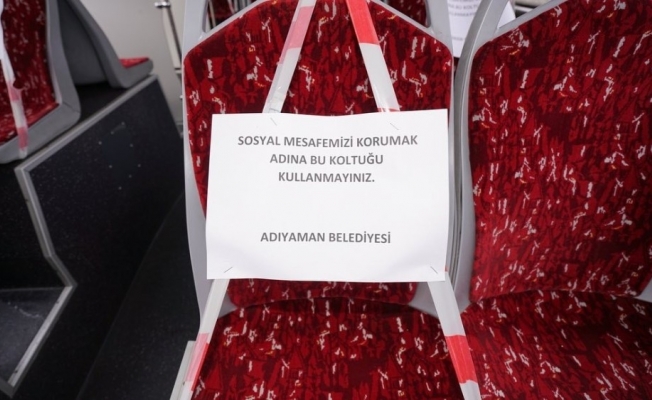 SOSYAL MESAFEMİZİ KORUMAK
ADINA BU KOLTUĞU
KULLANMAYINIZ.
ADIYAMAN BELEDİYESİ